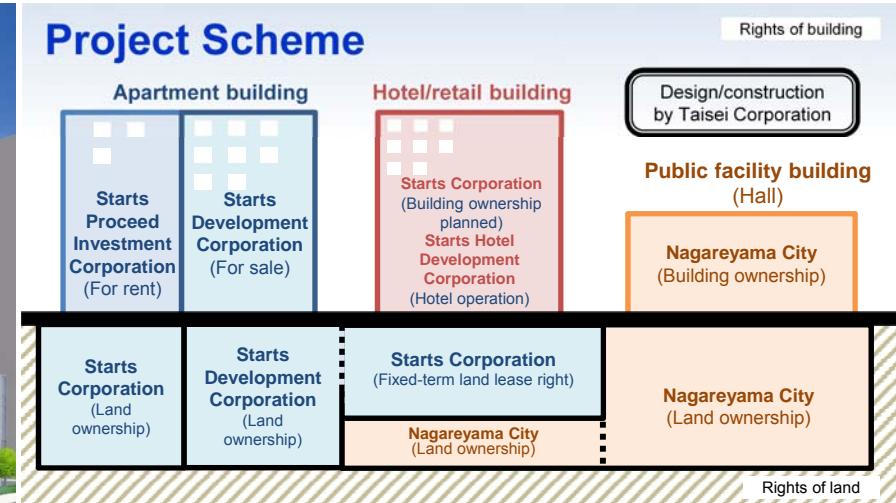 Project Scheme
Rights of building
Apartment building
Hotel/retail building
Design/construction
by Taisei Corporation
Starts
Proceed
Investment
Corporation
(For rent)
Starts
Development
Corporation
(For sale)
Starts Corporation
(Building ownership
planned)
Starts Hotel
Development
Corporation
(Hotel operation)
Public facility building
(Hall)
Nagareyama City
(Building ownership)
Starts
Corporation
(Land
ownership)
Starts
Development
Corporation
(Land
ownership)
Starts Corporation
(Fixed-term land lease right)
Nagareyama City
(Land ownership)
Nagareyama City
(Land ownership)
Rights of land